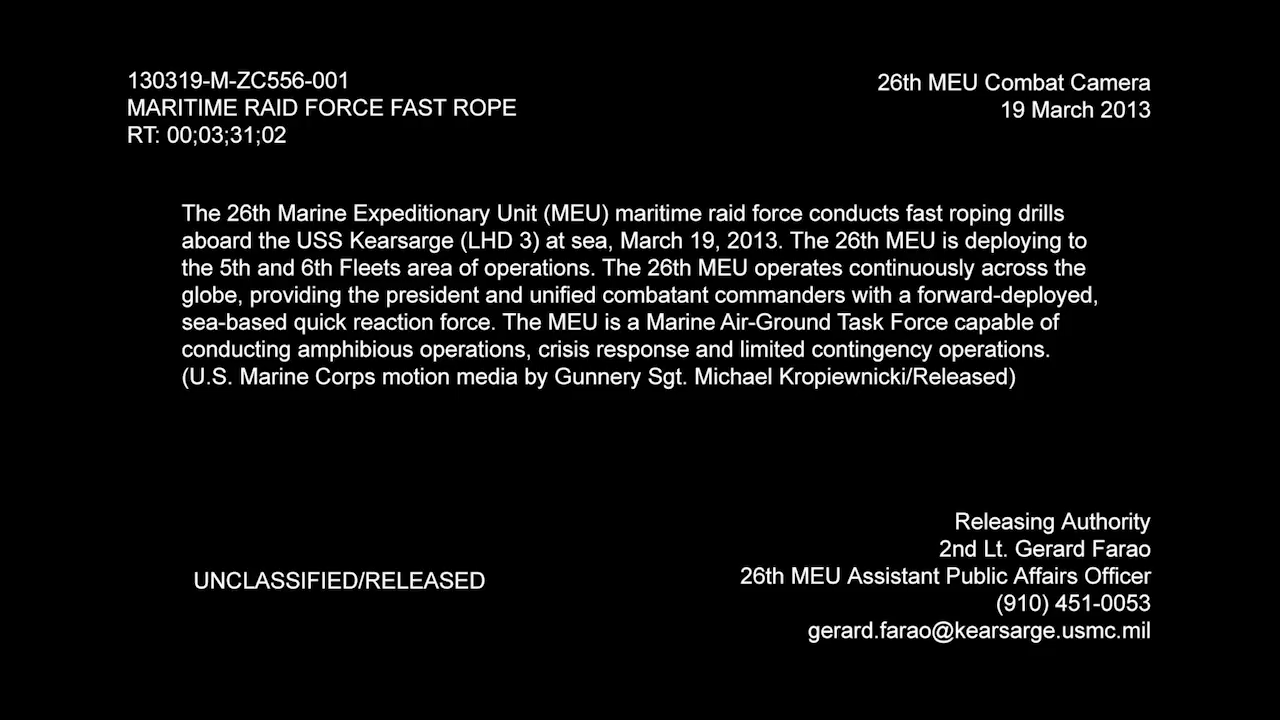 130319-M-ZC556-001
MARITIME RAID FORCE FAST ROPE
RT: 00;03;31;02
26th MEU Combat Camera
19 March 2013
The 26th Marine Expeditionary Unit (MEU) maritime raid force conducts fast roping drills
aboard the USS Kearsarge (LHD 3) at sea, March 19, 2013. The 26th MEU is deploying to
the 5th and 6th Fleets area of operations. The 26th MEU operates continuously across the
globe, providing the president and unified combatant commanders with a forward-deployed,
sea-based quick reaction force. The MEU is a Marine Air-Ground Task Force capable of
conducting amphibious operations, crisis response and limited contingency operations.
(U.S. Marine Corps motion media by Gunnery Sgt. Michael Kropiewnicki/Released)
UNCLASSIFIED/RELEASED
Releasing Authority
2nd Lt. Gerard Farao
26th MEU Assistant Public Affairs Officer
(910) 451-0053
gerard.farao@kearsarge.usmc.mil